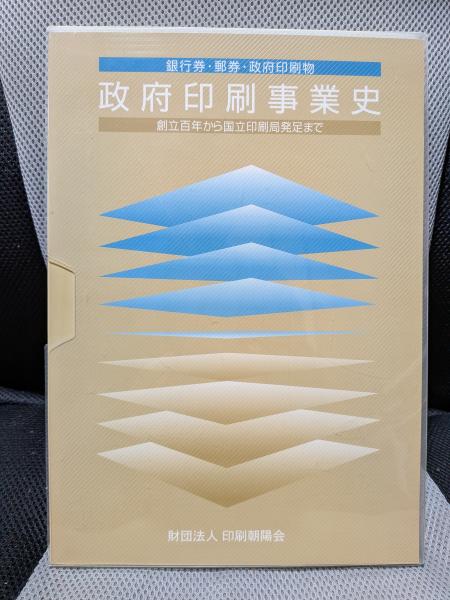 銀行券・郵券・政府印刷物
政府印刷事業史
創立百年から国立印刷局発足まで
財団法人 印刷朝陽会